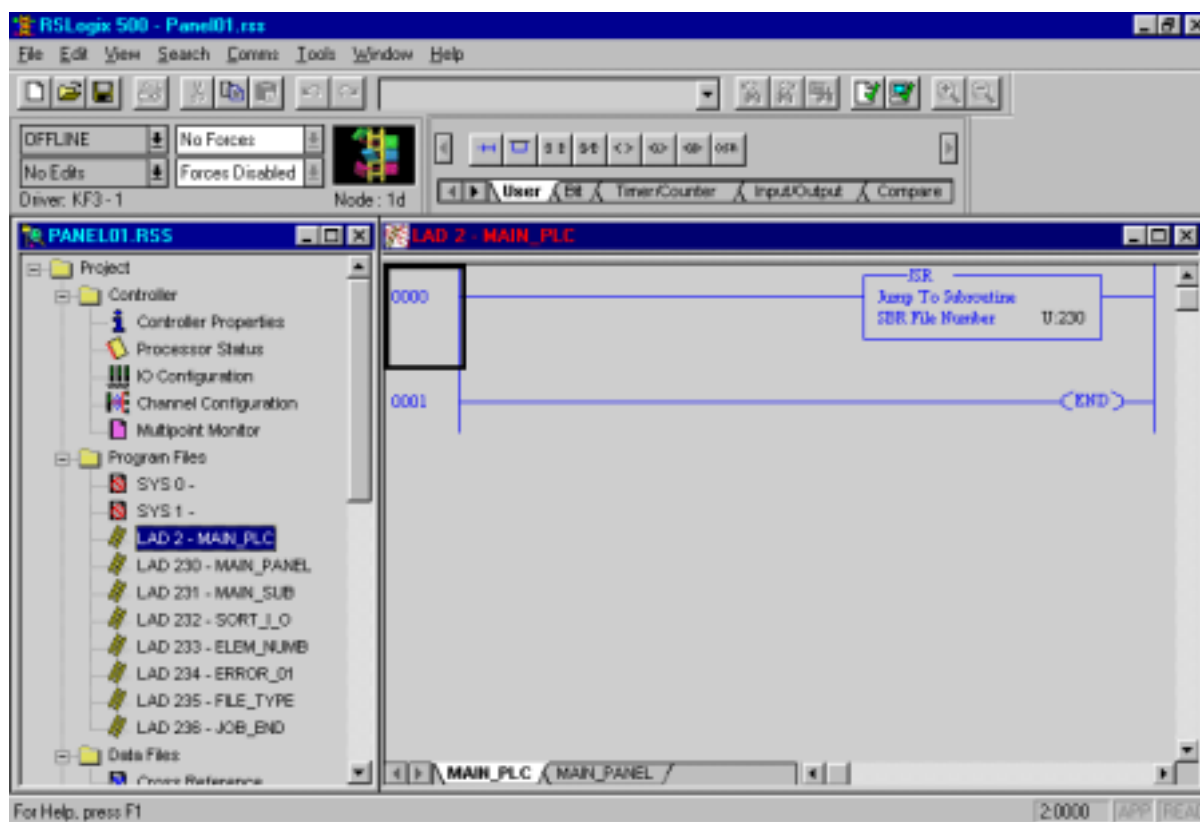 RSLogix 500 - Panel01.rss
File Edit View Search Comms Tools Window Help
OFFLINE No Forces
No Edits Forces Disabled
Driver: KF3 - 1 Node : 1d
User Bit Timer/Counter Input/Output Compare
PANEL01.RSS
Project
Controller
Controller Properties
Processor Status
IO Configuration
Channel Configuration
Multipoint Monitor
Program Files
SYS 0 -
SYS 1 -
LAD 2 - MAIN_PLC
LAD 230 - MAIN_PANEL
LAD 231 - MAIN_SUB
LAD 232 - SORT_I_O
LAD 233 - ELEM_NUMB
LAD 234 - ERROR_01
LAD 235 - FILE_TYPE
LAD 236 - JOB_END
Data Files
Cross Reference
LAD 2 - MAIN_PLC
0000
JSR
Jump To Subroutine
SBR File Number U:230
0001
END
MAIN_PLC MAIN_PANEL
For Help, press F1
2:0000 APP REA